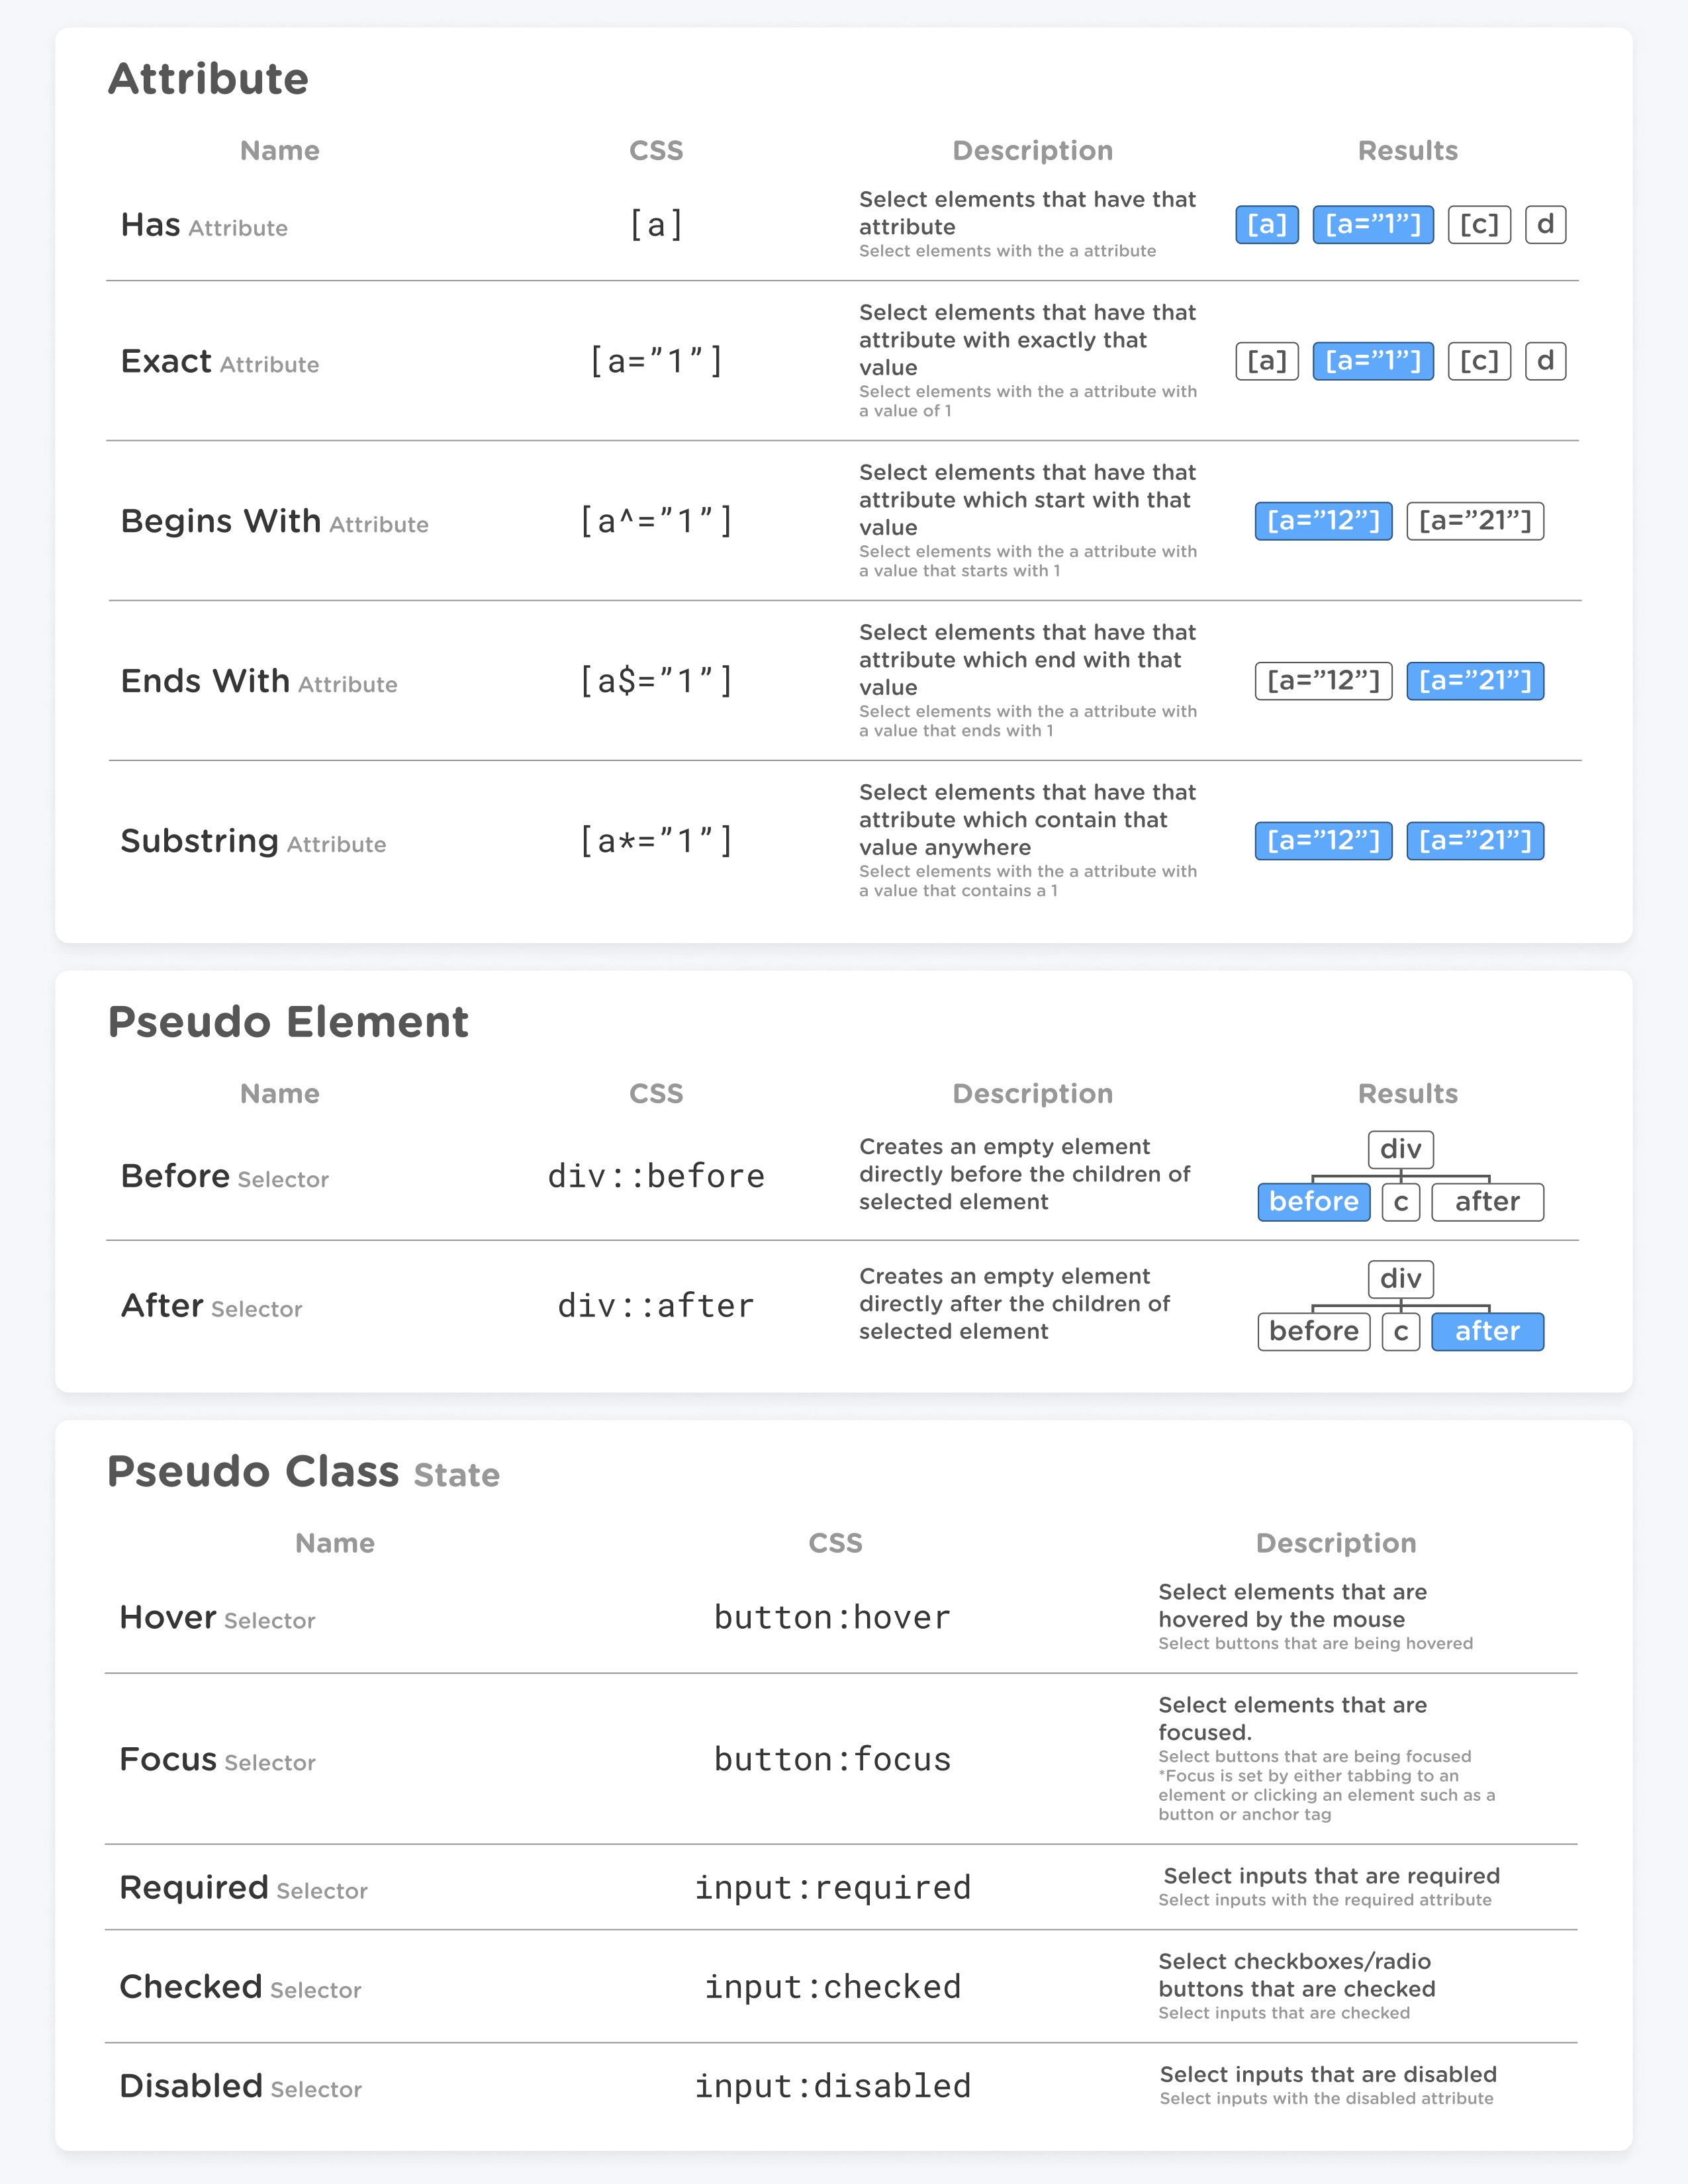 Attribute
Name CSS Description Results
Has Attribute [a] Select elements that have that
attribute
Select elements with the a attribute
[a] [a=”1”] [c] d
Exact Attribute [a=”1”] Select elements that have that
attribute with exactly that
value
Select elements with the a attribute with
a value of 1
[a] [a=”1”] [c] d
Begins With Attribute [a^=”1”] Select elements that have that
attribute which start with that
value
Select elements with the a attribute with
a value that starts with 1
[a=”12”] [a=”21”]
Ends With Attribute [a$=”1”] Select elements that have that
attribute which end with that
value
Select elements with the a attribute with
a value that ends with 1
[a=”12”] [a=”21”]
Substring Attribute [a*=”1”] Select elements that have that
attribute which contain that
value anywhere
Select elements with the a attribute with
a value that contains a 1
[a=”12”] [a=”21”]
Pseudo Element
Name CSS Description Results
Before Selector div::before Creates an empty element
directly before the children of
selected element
div
before c after
After Selector div::after Creates an empty element
directly after the children of
selected element
div
before c after
Pseudo Class State
Name CSS Description
Hover Selector button:hover Select elements that are
hovered by the mouse
Select buttons that are being hovered
Focus Selector button:focus Select elements that are
focused.
Select buttons that are being focused
*Focus is set by either tabbing to an
element or clicking an element such as a
button or anchor tag
Required Selector input:required Select inputs that are required
Select inputs with the required attribute
Checked Selector input:checked Select checkboxes/radio
buttons that are checked
Select inputs that are checked
Disabled Selector input:disabled Select inputs that are disabled
Select inputs with the disabled attribute